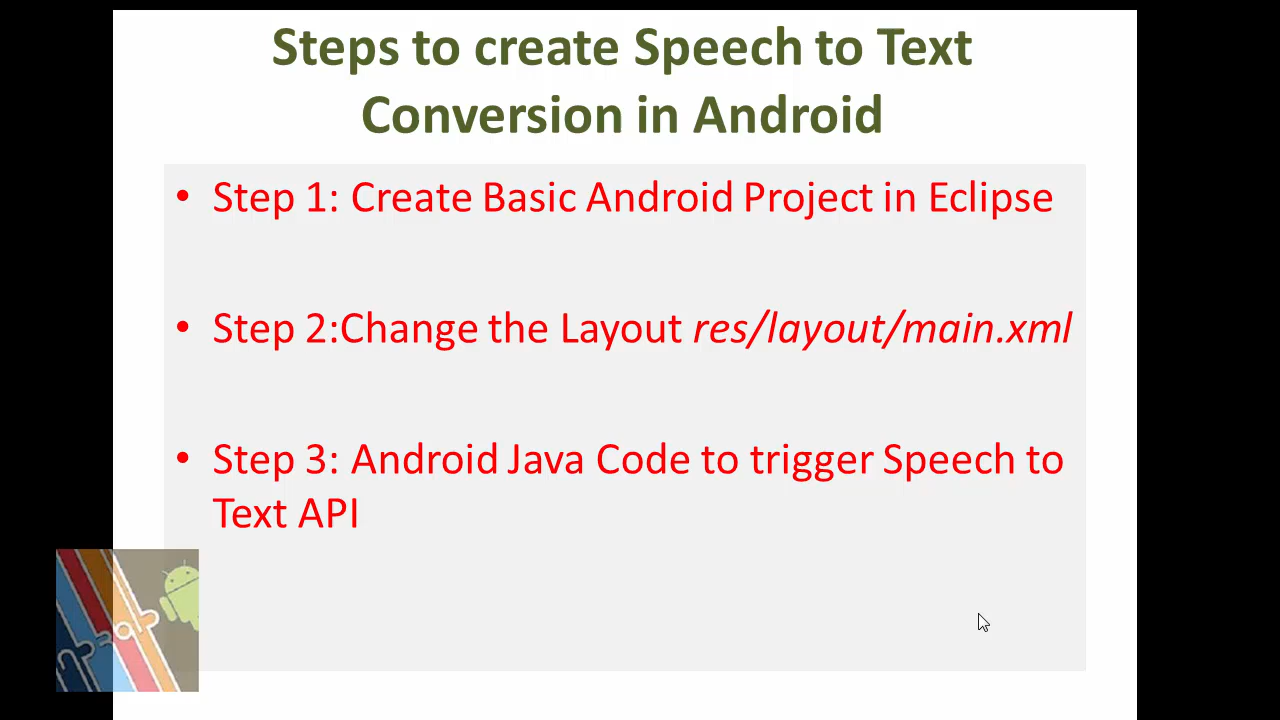 Steps to create Speech to Text
Conversion in Android
• Step 1: Create Basic Android Project in Eclipse
• Step 2:Change the Layout res/layout/main.xml
• Step 3: Android Java Code to trigger Speech to
Text API